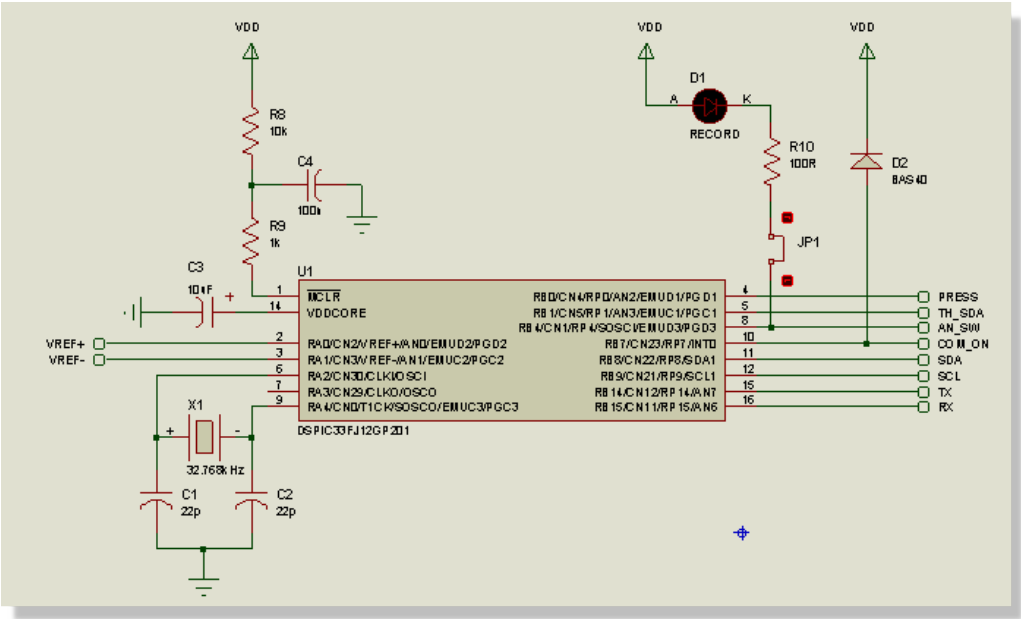 VDD
VDD
VDD
D1
A
K
RECORD
R8
10k
R10
100R
D2
BAS40
C4
100n
R9
1k
JP1
C3
10uF
+
U1
1
MCLR
14
VDDCORE
VREF+
2
RA0/CN2/VREF+/AN0/EMUD2/PGD2
VREF-
3
RA1/CN3/VREF-/AN1/EMUC2/PGC2
6
RA2/CN30/CLKI/OSCI
7
RA3/CN29/CLKO/OSCO
9
RA4/CN0/T1CK/SOSCO/EMUC3/PGC3
RB0/CN4/RP0/AN2/EMUD1/PGD1
4
PRESS
RB1/CN5/RP1/AN3/EMUC1/PGC1
5
TH_SDA
RB4/CN1/RP4/SOSCI/EMUD3/PGD3
8
AN_SW
RB7/CN23/RP7/INT0
10
COM_ON
RB8/CN22/RP8/SDA1
11
SDA
RB9/CN21/RP9/SCL1
12
SCL
RB14/CN12/RP14/AN7
15
TX
RB15/CN11/RP15/AN6
16
RX
DSPIC33FJ12GP201
X1
+
-
32.768kHz
C1
22p
C2
22p